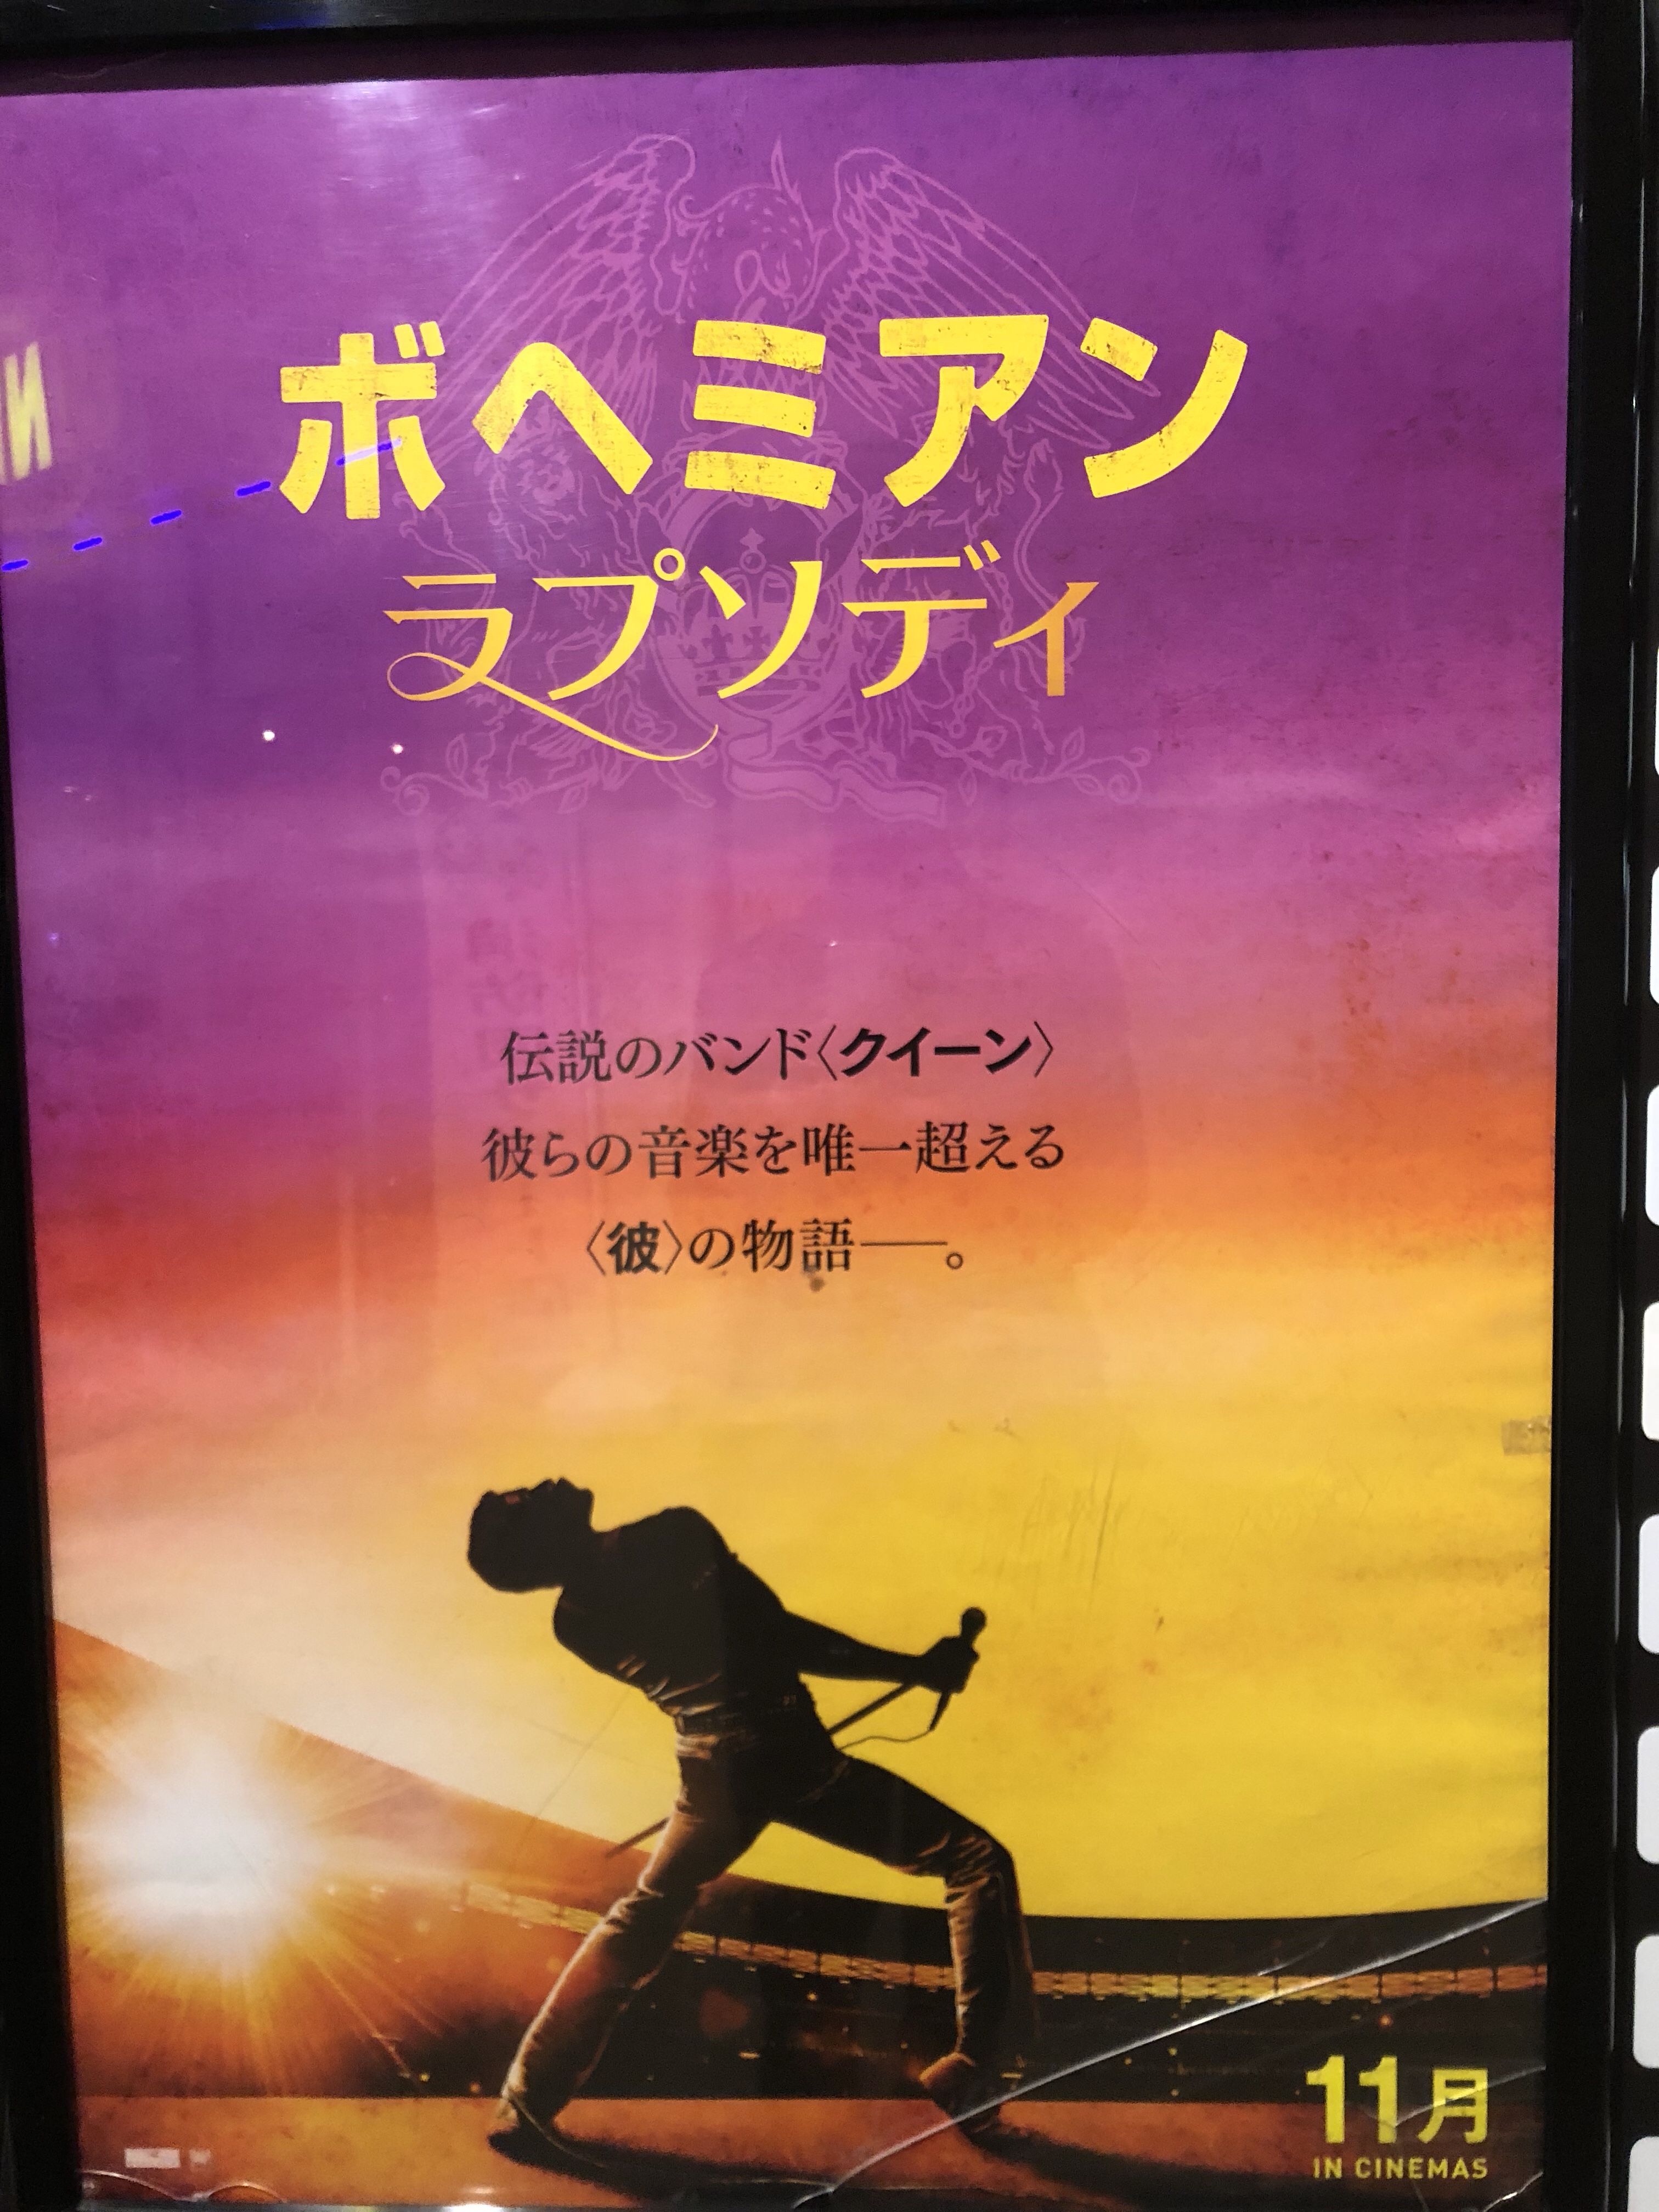 ボヘミアン
ラプソディ
伝説のバンド〈クイーン〉
彼らの音楽を唯一超える
〈彼〉の物語──。
11月
IN CINEMAS